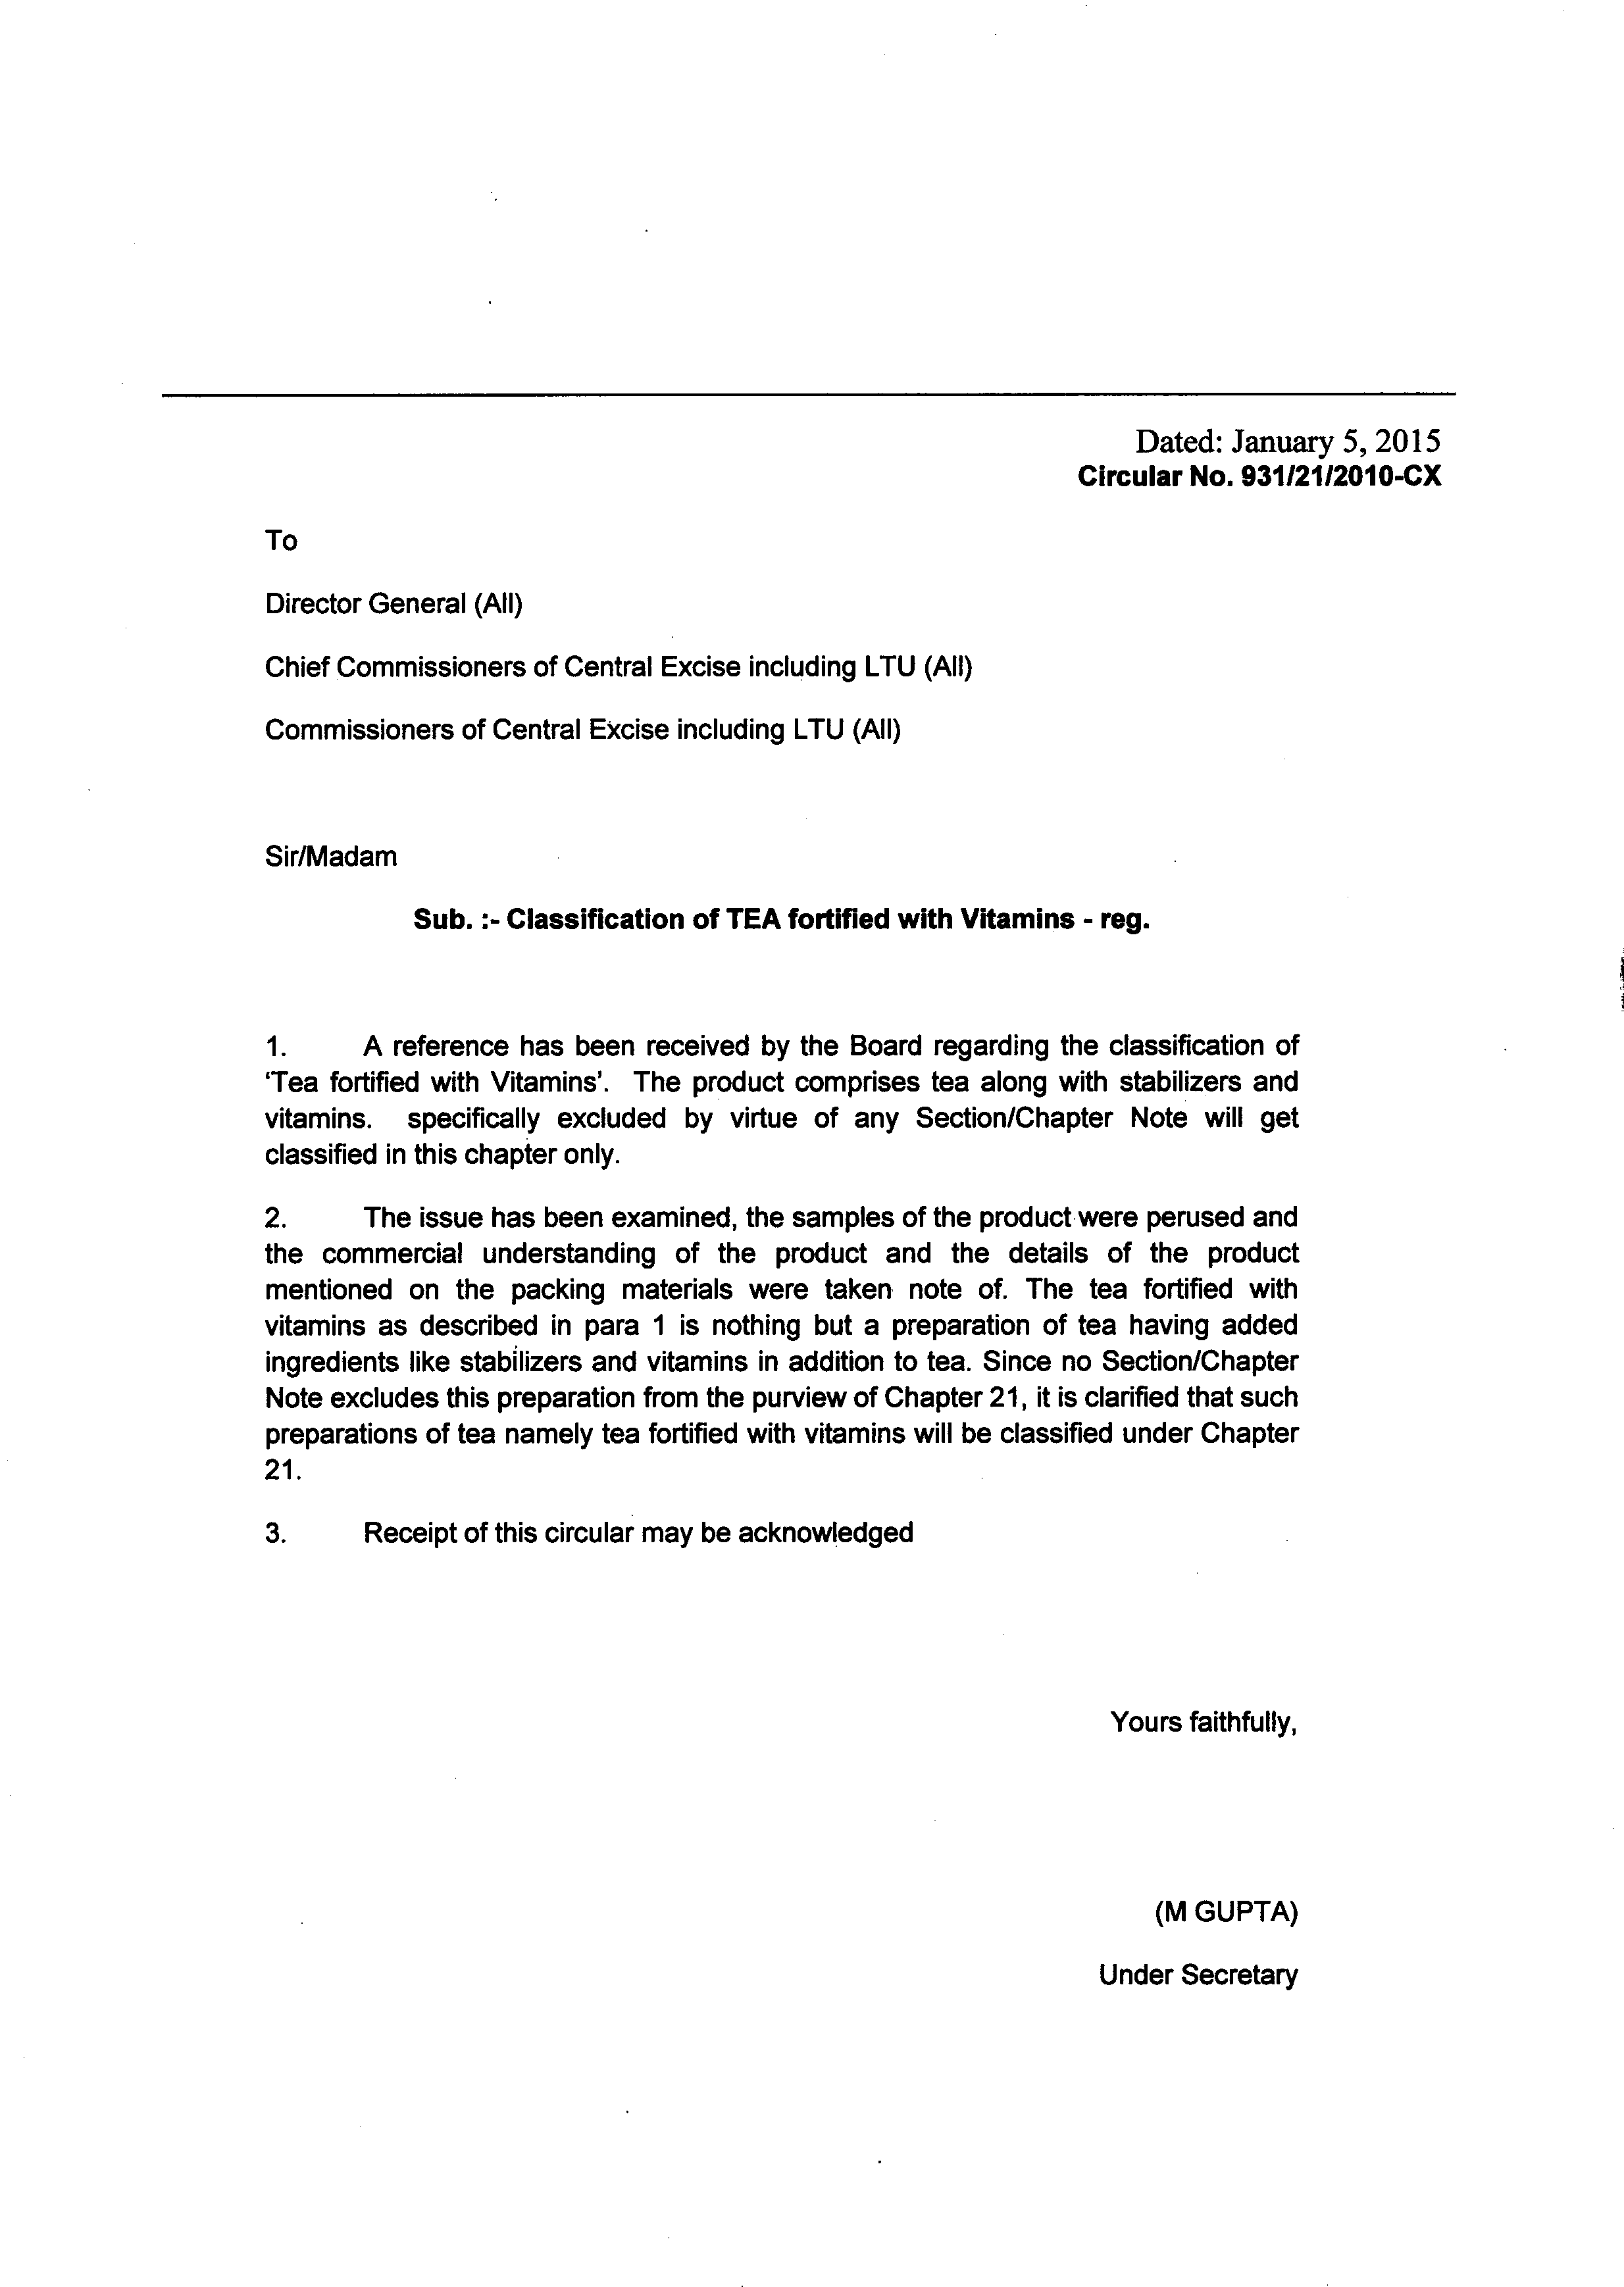 Dated: January 5, 2015
Circular No. 931/21/2010-CX
To
Director General (All)
Chief Commissioners of Central Excise including LTU (All)
Commissioners of Central Excise including LTU (All)
Sir/Madam
Sub. :- Classification of TEA fortified with Vitamins - reg.
1. A reference has been received by the Board regarding the classification of
‘Tea fortified with Vitamins’. The product comprises tea along with stabilizers and
vitamins. specifically excluded by virtue of any Section/Chapter Note will get
classified in this chapter only.
2. The issue has been examined, the samples of the product were perused and
the commercial understanding of the product and the details of the product
mentioned on the packing materials were taken note of. The tea fortified with
vitamins as described in para 1 is nothing but a preparation of tea having added
ingredients like stabilizers and vitamins in addition to tea. Since no Section/Chapter
Note excludes this preparation from the purview of Chapter 21, it is clarified that such
preparations of tea namely tea fortified with vitamins will be classified under Chapter
21.
3. Receipt of this circular may be acknowledged
Yours faithfully,
(M GUPTA)
Under Secretary